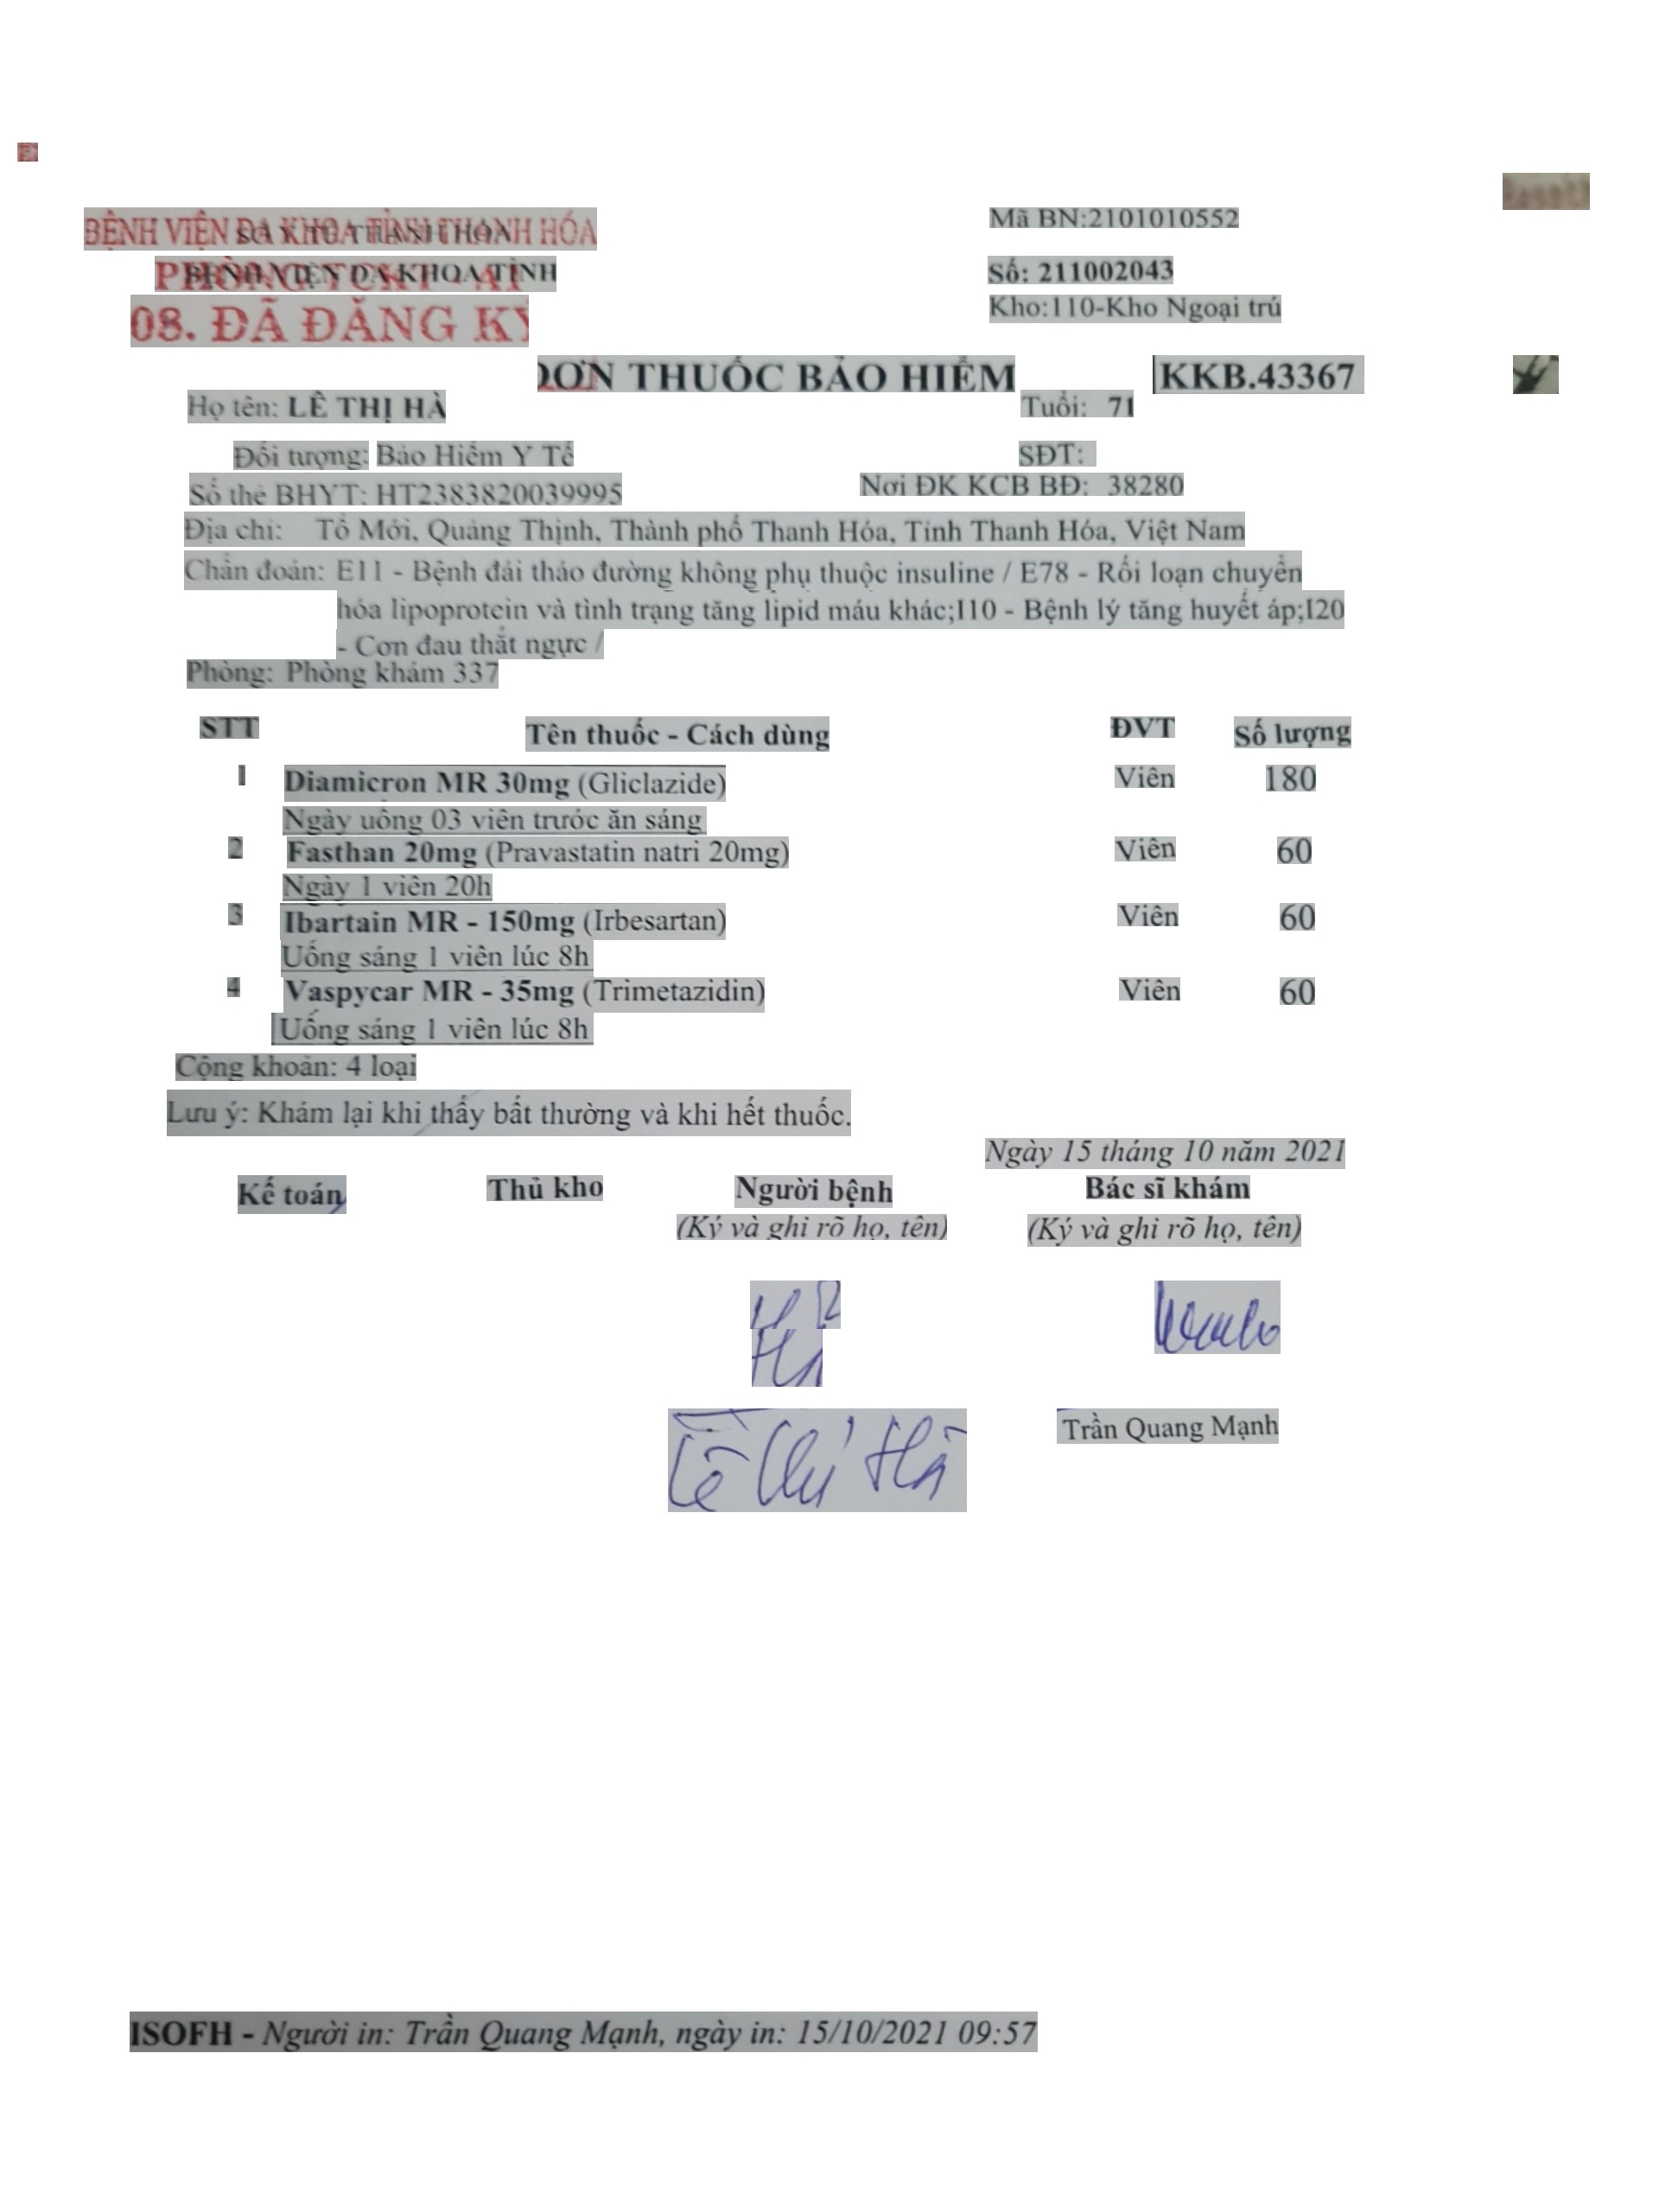 BỆNH VIỆN ĐA KHOA TỈNH THANH HÓA
SỞ Y TẾ THANH HÓA
BỆNH VIỆN ĐA KHOA TỈNH
08. ĐÃ ĐĂNG KÝ
Mã BN:2101010552
Số: 211002043
Kho:110-Kho Ngoại trú
ĐƠN THUỐC BẢO HIỂM
KKB.43367
Họ tên: LÊ THỊ HÀ Tuổi: 71
Đối tượng: Bảo Hiểm Y Tế SĐT:
Số thẻ BHYT: HT2383820039995 Nơi ĐK KCB BĐ: 38280
Địa chỉ: Tổ Mới, Quảng Thịnh, Thành phố Thanh Hóa, Tỉnh Thanh Hóa, Việt Nam
Chẩn đoán: E11 - Bệnh đái tháo đường không phụ thuộc insuline / E78 - Rối loạn chuyển
hóa lipoprotein và tình trạng tăng lipid máu khác;I10 - Bệnh lý tăng huyết áp;I20
- Cơn đau thắt ngực /
Phòng: Phòng khám 337
STT Tên thuốc - Cách dùng ĐVT Số lượng
1 Diamicron MR 30mg (Gliclazide) Viên 180
Ngày uống 03 viên trước ăn sáng
2 Fasthan 20mg (Pravastatin natri 20mg) Viên 60
Ngày 1 viên 20h
3 Ibartain MR - 150mg (Irbesartan) Viên 60
Uống sáng 1 viên lúc 8h
4 Vaspycar MR - 35mg (Trimetazidin) Viên 60
Uống sáng 1 viên lúc 8h
Cộng khoản: 4 loại
Lưu ý: Khám lại khi thấy bất thường và khi hết thuốc.
Ngày 15 tháng 10 năm 2021
Kế toán Thủ kho Người bệnh Bác sĩ khám
(Ký và ghi rõ họ, tên) (Ký và ghi rõ họ, tên)
Lê Thị Hà
Trần Quang Mạnh
ISOFH - Người in: Trần Quang Mạnh, ngày in: 15/10/2021 09:57